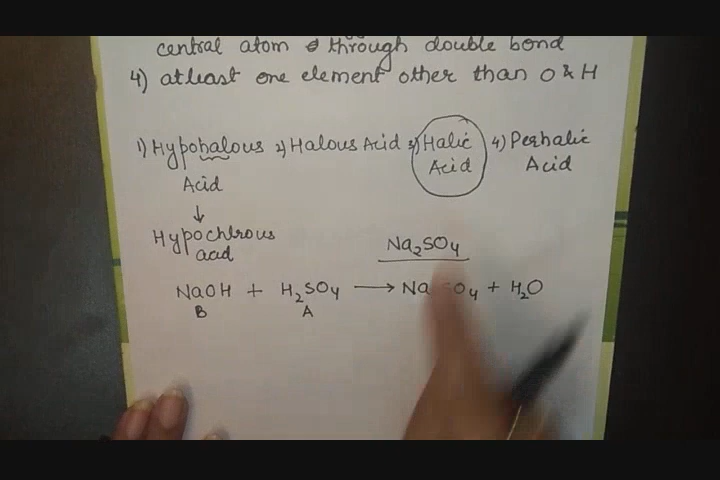 central atom through double bond
4) atleast one element other than O & H
1) Hypohalous 2) Halous Acid 3) Halic 4) Perhalic
Acid Acid Acid
↓
Hypochlrous
acid
Na2SO4
NaOH + H2SO4 → Na SO4 + H2O
B A